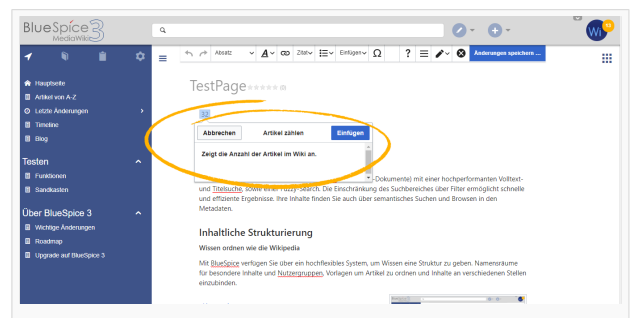 BlueSpice 3
MediaWiki
Absatz
A
Zitat
Einfügen
Ω
?
Änderungen speichern ...
Wi
Hauptseite
Artikel von A-Z
Letzte Änderungen
Timeline
Blog
Testen
Funktionen
Sandkasten
Über BlueSpice 3
Wichtige Änderungen
Roadmap
Upgrade auf BlueSpice 3
TestPage
32
Abbrechen
Artikel zählen
Einfügen
Zeigt die Anzahl der Artikel im Wiki an.
-Dokumente) mit einer hochperformanten Volltext-
und Titelsuche, sowie einer Fuzzy-Search. Die Einschränkung des Suchbereiches über Filter ermöglicht schnelle
und effiziente Ergebnisse. Ihre Inhalte finden Sie auch über semantisches Suchen und Browsen in den
Metadaten.
Inhaltliche Strukturierung
Wissen ordnen wie die Wikipedia
Mit BlueSpice verfügen Sie über ein hochflexibles System, um Wissen eine Struktur zu geben. Namensräume
für besondere Inhalte und Nutzergruppen, Vorlagen um Artikel zu ordnen und Inhalte an verschiedenen Stellen
einzubinden.